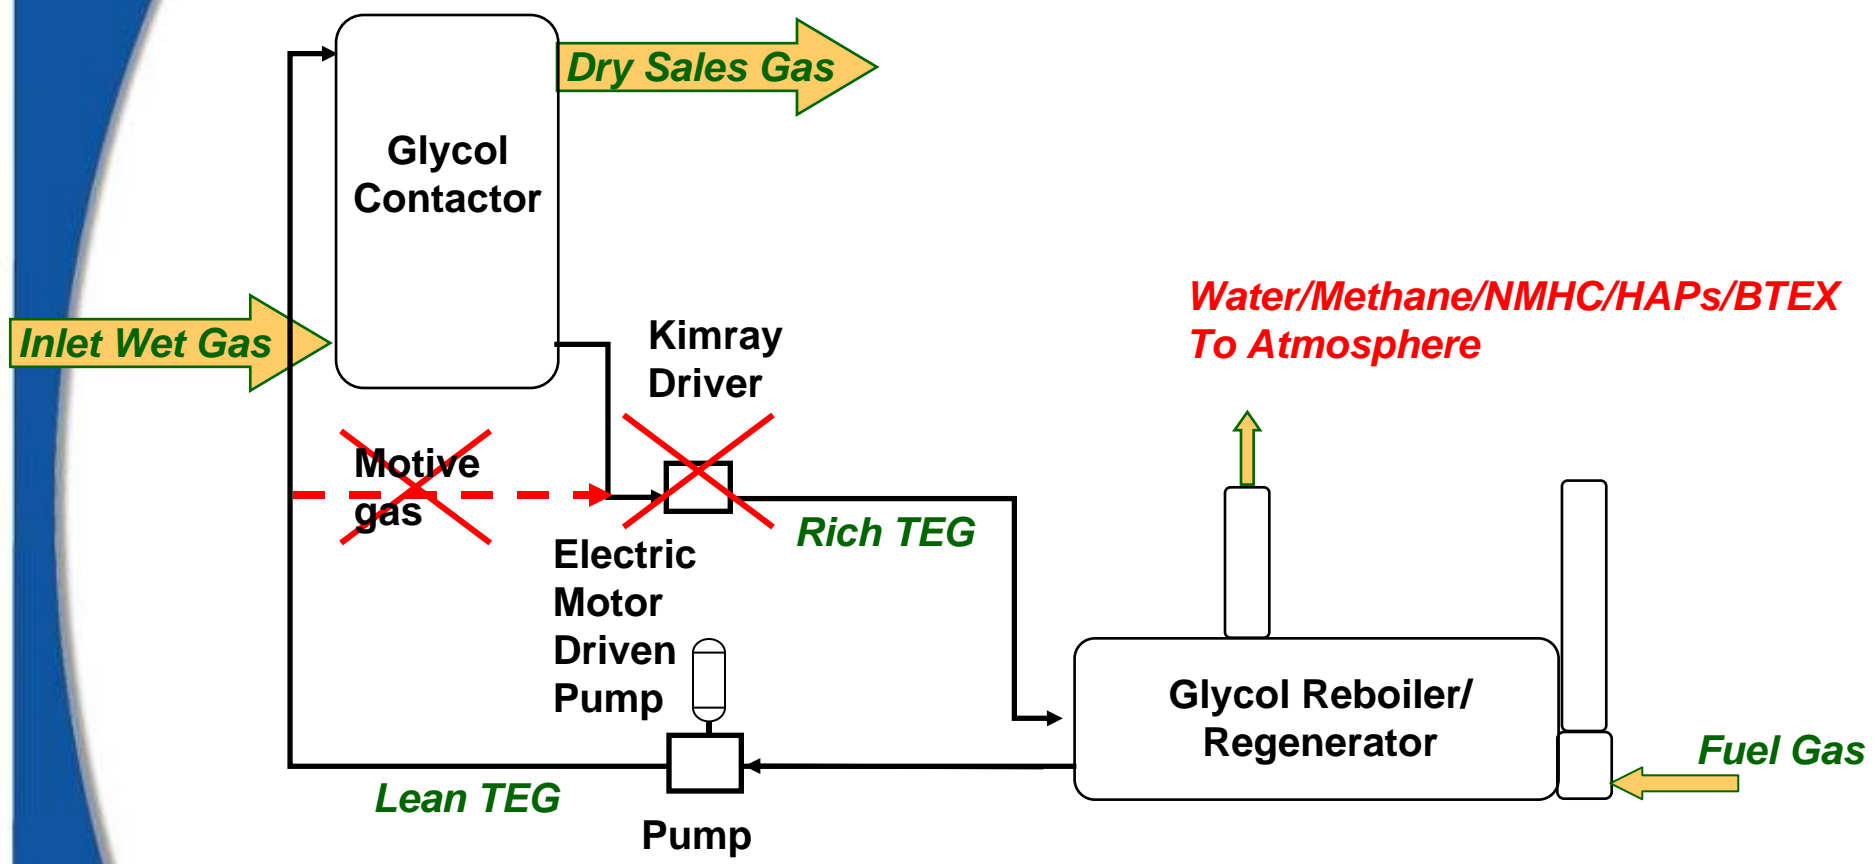 Dry Sales Gas
Glycol
Contactor
Inlet Wet Gas
Water/Methane/NMHC/HAPs/BTEX
To Atmosphere
Kimray
Driver
Motive
gas
Rich TEG
Electric
Motor
Driven
Pump
Glycol Reboiler/
Regenerator
Fuel Gas
Lean TEG
Pump